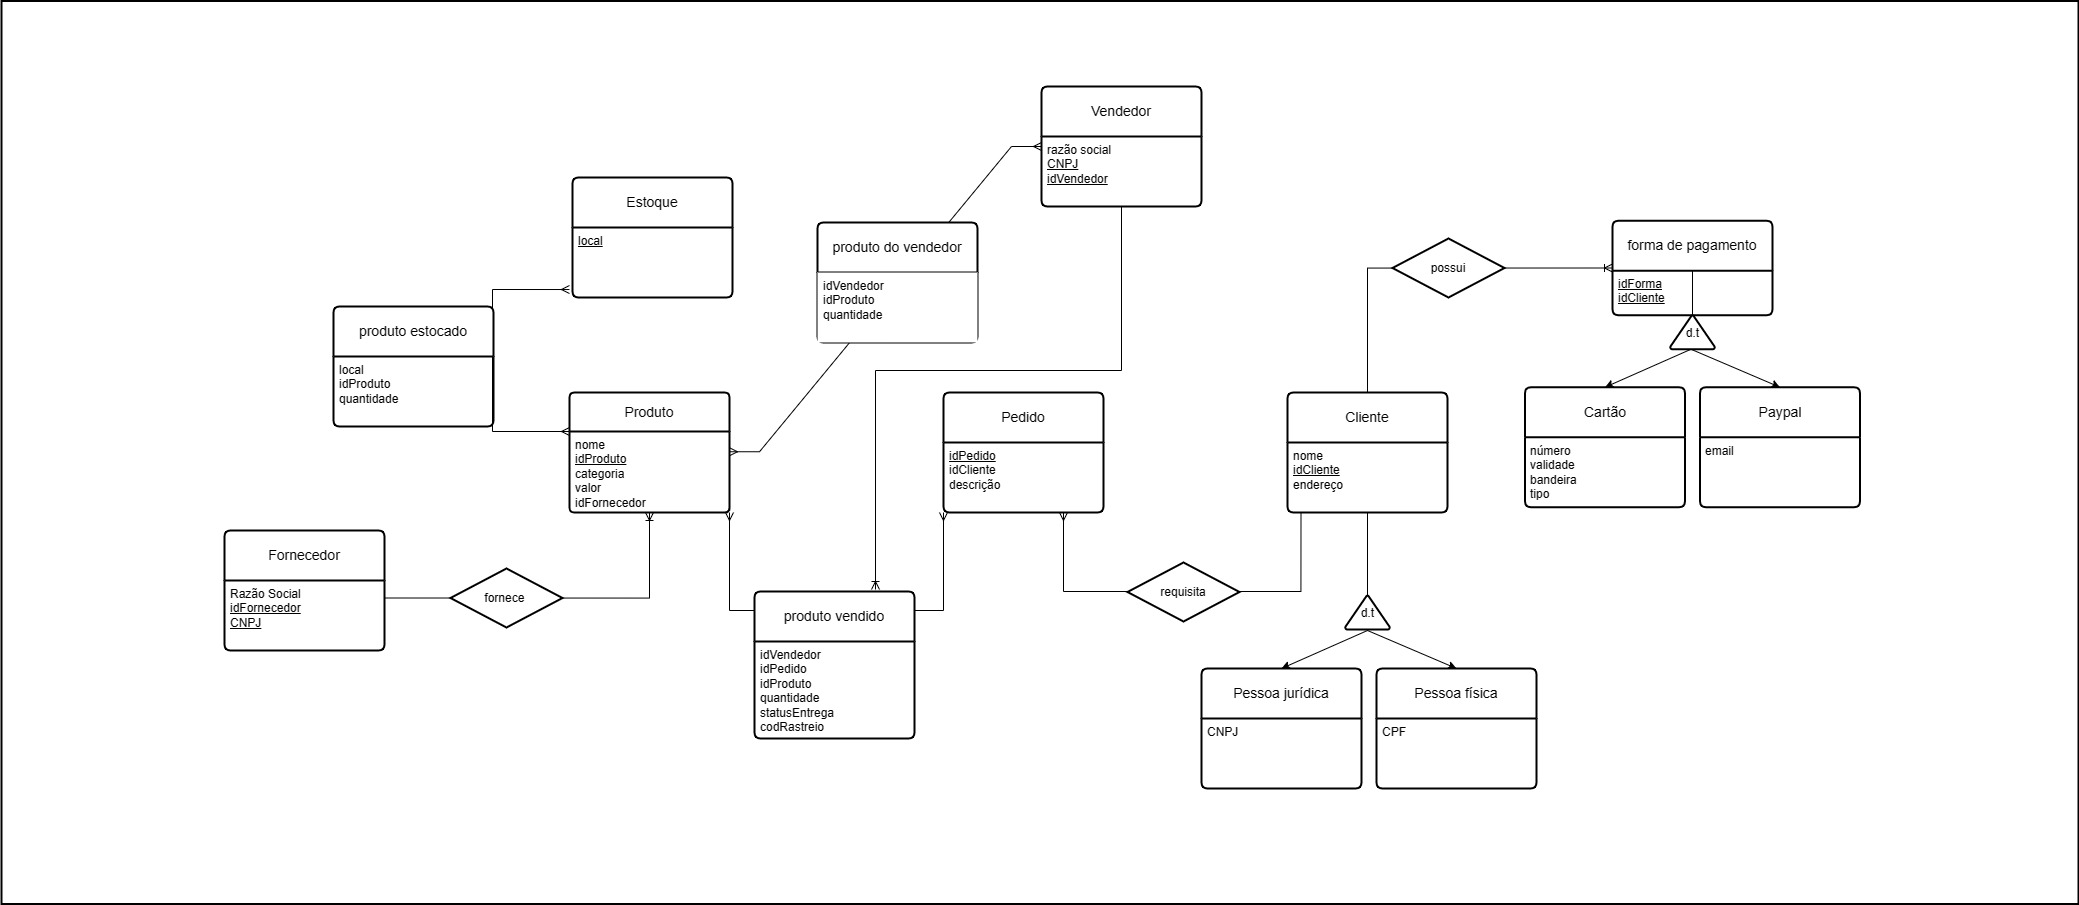 Vendedor
razão social
CNPJ
idVendedor
Estoque
local
produto do vendedor
idVendedor
idProduto
quantidade
possui
forma de pagamento
idForma
idCliente
d.t
produto estocado
local
idProduto
quantidade
Produto
nome
idProduto
categoria
valor
idFornecedor
Pedido
idPedido
idCliente
descrição
Cliente
nome
idCliente
endereço
Cartão
número
validade
bandeira
tipo
Paypal
email
Fornecedor
Razão Social
idFornecedor
CNPJ
fornece
produto vendido
idVendedor
idPedido
idProduto
quantidade
statusEntrega
codRastreio
requisita
d.t
Pessoa jurídica
CNPJ
Pessoa física
CPF